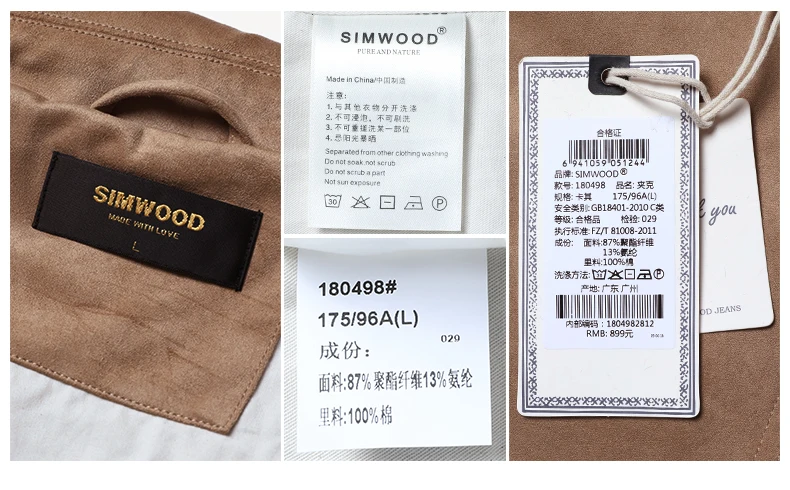 SIMWOOD
MADE WITH LOVE
L
SIMWOOD®
PURE AND NATURE
Made in China/中国制造
注意:
1. 与其他衣物分开洗涤
2. 不可浸泡、不可刷洗
3. 不可重搓洗某一部位
4. 忌阳光暴晒
Separated from other clothing washing
Do not soak not scrub
Do not scrub a part
Not sun exposure
30
P
180498#
175/96A(L)
成份:
029
面料:87%聚酯纤维13%氨纶
里料:100%棉
合格证
6 941059 051244
品牌: SIMWOOD®
款号: 180498 品名: 夹克
规格: 卡其 175/96A(L)
安全类别: GB18401-2010 C类
等级: 合格品 检验: 029
执行标准: FZ/T 81008-2011
成份: 面料:87%聚酯纤维
13%氨纶
里料:100%棉
洗涤方法:
产地: 广东 广州
内部编码: 1804982812
RMB: 899元
you
OD JEANS